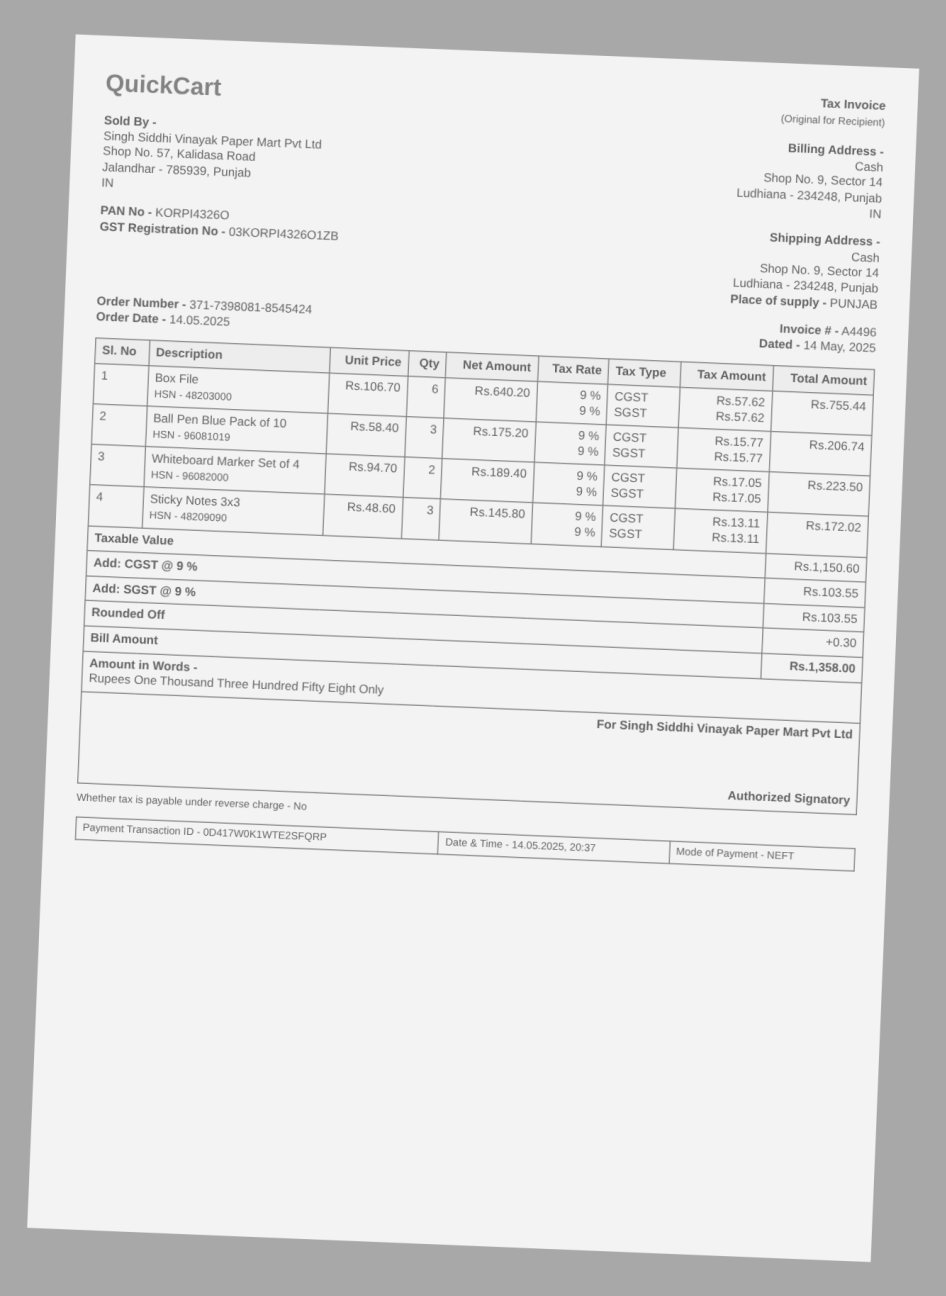 QuickCart
Tax Invoice
(Original for Recipient)
Sold By -
Singh Siddhi Vinayak Paper Mart Pvt Ltd
Shop No. 57, Kalidasa Road
Jalandhar - 785939, Punjab
IN
Billing Address -
Cash
Shop No. 9, Sector 14
Ludhiana - 234248, Punjab
IN
PAN No - KORPI4326O
GST Registration No - 03KORPI4326O1ZB
Shipping Address -
Cash
Shop No. 9, Sector 14
Ludhiana - 234248, Punjab
Place of supply - PUNJAB
Order Number - 371-7398081-8545424
Order Date - 14.05.2025
Invoice # - A4496
Dated - 14 May, 2025
Sl. No Description Unit Price Qty Net Amount Tax Rate Tax Type Tax Amount Total Amount
1 Box File Rs.106.70 6 Rs.640.20 9 % CGST Rs.57.62 Rs.755.44
HSN - 48203000 9 % SGST Rs.57.62
2 Ball Pen Blue Pack of 10 Rs.58.40 3 Rs.175.20 9 % CGST Rs.15.77 Rs.206.74
HSN - 96081019 9 % SGST Rs.15.77
3 Whiteboard Marker Set of 4 Rs.94.70 2 Rs.189.40 9 % CGST Rs.17.05 Rs.223.50
HSN - 96082000 9 % SGST Rs.17.05
4 Sticky Notes 3x3 Rs.48.60 3 Rs.145.80 9 % CGST Rs.13.11 Rs.172.02
HSN - 48209090 9 % SGST Rs.13.11
Taxable Value Rs.1,150.60
Add: CGST @ 9 % Rs.103.55
Add: SGST @ 9 % Rs.103.55
Rounded Off +0.30
Bill Amount Rs.1,358.00
Amount in Words -
Rupees One Thousand Three Hundred Fifty Eight Only
For Singh Siddhi Vinayak Paper Mart Pvt Ltd
Authorized Signatory
Whether tax is payable under reverse charge - No
Payment Transaction ID - 0D417W0K1WTE2SFQRP Date & Time - 14.05.2025, 20:37 Mode of Payment - NEFT